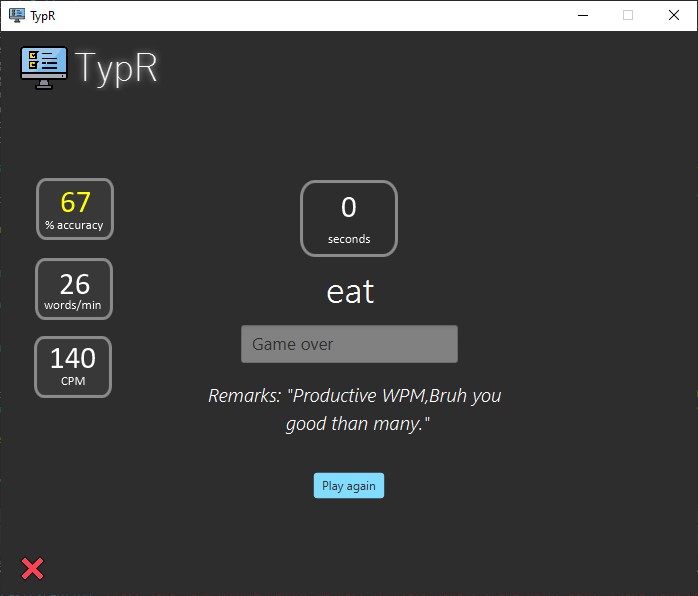 TypR
TypR
67
% accuracy
26
words/min
140
CPM
0
seconds
eat
Game over
Remarks: "Productive WPM,Bruh you
good than many."
Play again